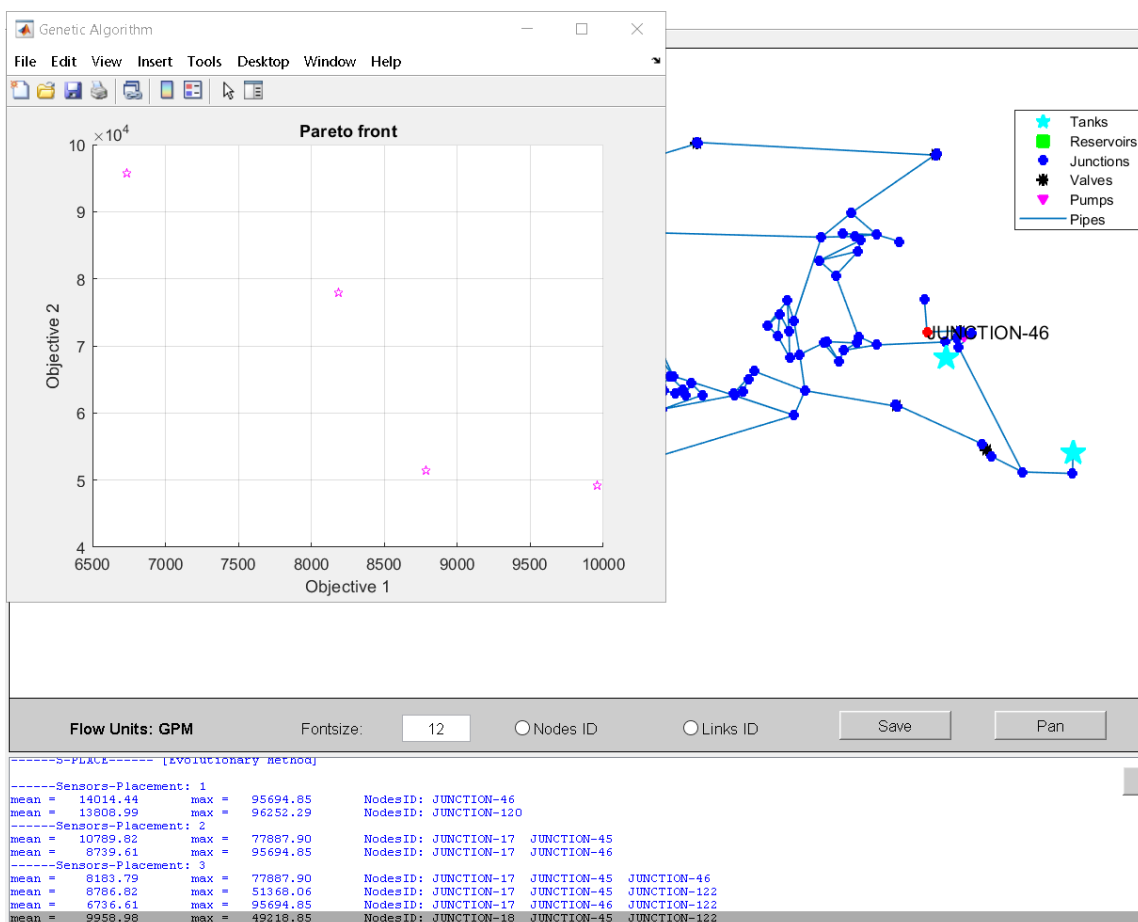 Genetic Algorithm
File Edit View Insert Tools Desktop Window Help
Pareto front
×10⁴
10
9
8
7
6
5
4
Objective 2
6500 7000 7500 8000 8500 9000 9500 10000
Objective 1
Tanks
Reservoirs
Junctions
Valves
Pumps
Pipes
JUNCTION-46
Flow Units: GPM Fontsize: 12 Nodes ID Links ID Save Pan
------S-PLACE------ [Evolutionary Method]
------Sensors-Placement: 1
mean = 14014.44 max = 95694.85 NodesID: JUNCTION-46
mean = 13808.99 max = 96252.29 NodesID: JUNCTION-120
------Sensors-Placement: 2
mean = 10789.82 max = 77887.90 NodesID: JUNCTION-17 JUNCTION-45
mean = 8739.61 max = 95694.85 NodesID: JUNCTION-17 JUNCTION-46
------Sensors-Placement: 3
mean = 8183.79 max = 77887.90 NodesID: JUNCTION-17 JUNCTION-45 JUNCTION-46
mean = 8786.82 max = 51368.06 NodesID: JUNCTION-17 JUNCTION-45 JUNCTION-122
mean = 6736.61 max = 95694.85 NodesID: JUNCTION-17 JUNCTION-46 JUNCTION-122
mean = 9958.98 max = 49218.85 NodesID: JUNCTION-18 JUNCTION-45 JUNCTION-122